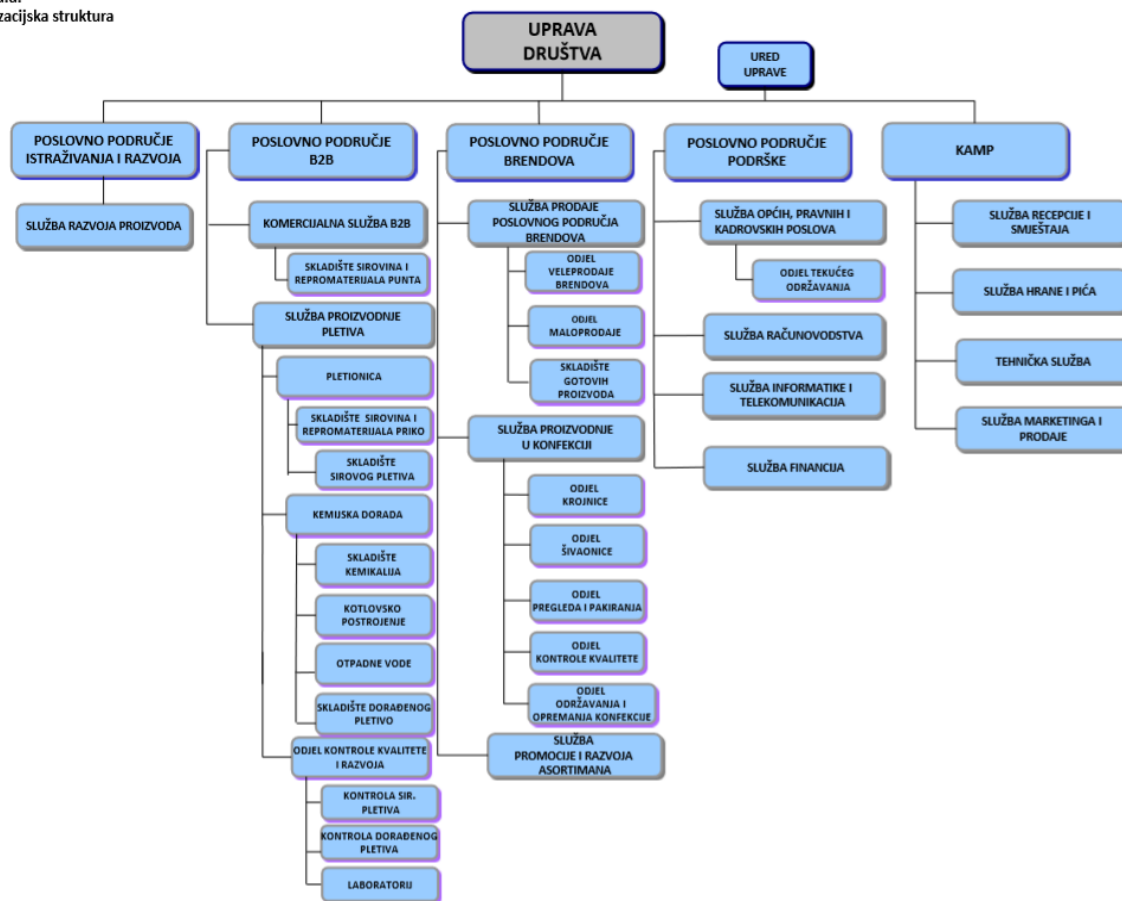 zacijska struktura
UPRAVA
DRUŠTVA
URED
UPRAVE
POSLOVNO PODRUČJE
ISTRAŽIVANJA I RAZVOJA
SLUŽBA RAZVOJA PROIZVODA
POSLOVNO PODRUČJE
B2B
KOMERCIJALNA SLUŽBA B2B
SKLADIŠTE SIROVINA I
REPROMATERIJALA PUNTA
SLUŽBA PROIZVODNJE
PLETIVA
PLETIONICA
SKLADIŠTE SIROVINA I
REPROMATERIJALA PRIKO
SKLADIŠTE
SIROVOG PLETIVA
KEMIJSKA DORADA
SKLADIŠTE
KEMIKALIJA
KOTLOVSKO
POSTROJENJE
OTPADNE VODE
SKLADIŠTE DORAĐENOG
PLETIVO
ODJEL KONTROLE KVALITETE
I RAZVOJA
KONTROLA SIR.
PLETIVA
KONTROLA DORAĐENOG
PLETIVA
LABORATORIJ
POSLOVNO PODRUČJE
BRENDOVA
SLUŽBA PRODAJE
POSLOVNOG PODRUČJA
BRENDOVA
ODJEL
VELEPRODAJE
BRENDOVA
ODJEL
MALOPRODAJE
SKLADIŠTE
GOTOVIH
PROIZVODA
SLUŽBA PROIZVODNJE
U KONFEKCIJI
ODJEL
KROJNICE
ODJEL
ŠIVAONICE
ODJEL
PREGLEDA I PAKIRANJA
ODJEL
KONTROLE KVALITETE
ODJEL
ODRŽAVANJA I
OPREMANJA KONFEKCIJE
SLUŽBA
PROMOCIJE I RAZVOJA
ASORTIMANA
POSLOVNO PODRUČJE
PODRŠKE
SLUŽBA OPĆIH, PRAVNIH I
KADROVSKIH POSLOVA
ODJEL TEKUĆEG
ODRŽAVANJA
SLUŽBA RAČUNOVODSTVA
SLUŽBA INFORMATIKE I
TELEKOMUNIKACIJA
SLUŽBA FINANCIJA
KAMP
SLUŽBA RECEPCIJE I
SMJEŠTAJA
SLUŽBA HRANE I PIĆA
TEHNIČKA SLUŽBA
SLUŽBA MARKETINGA I
PRODAJE